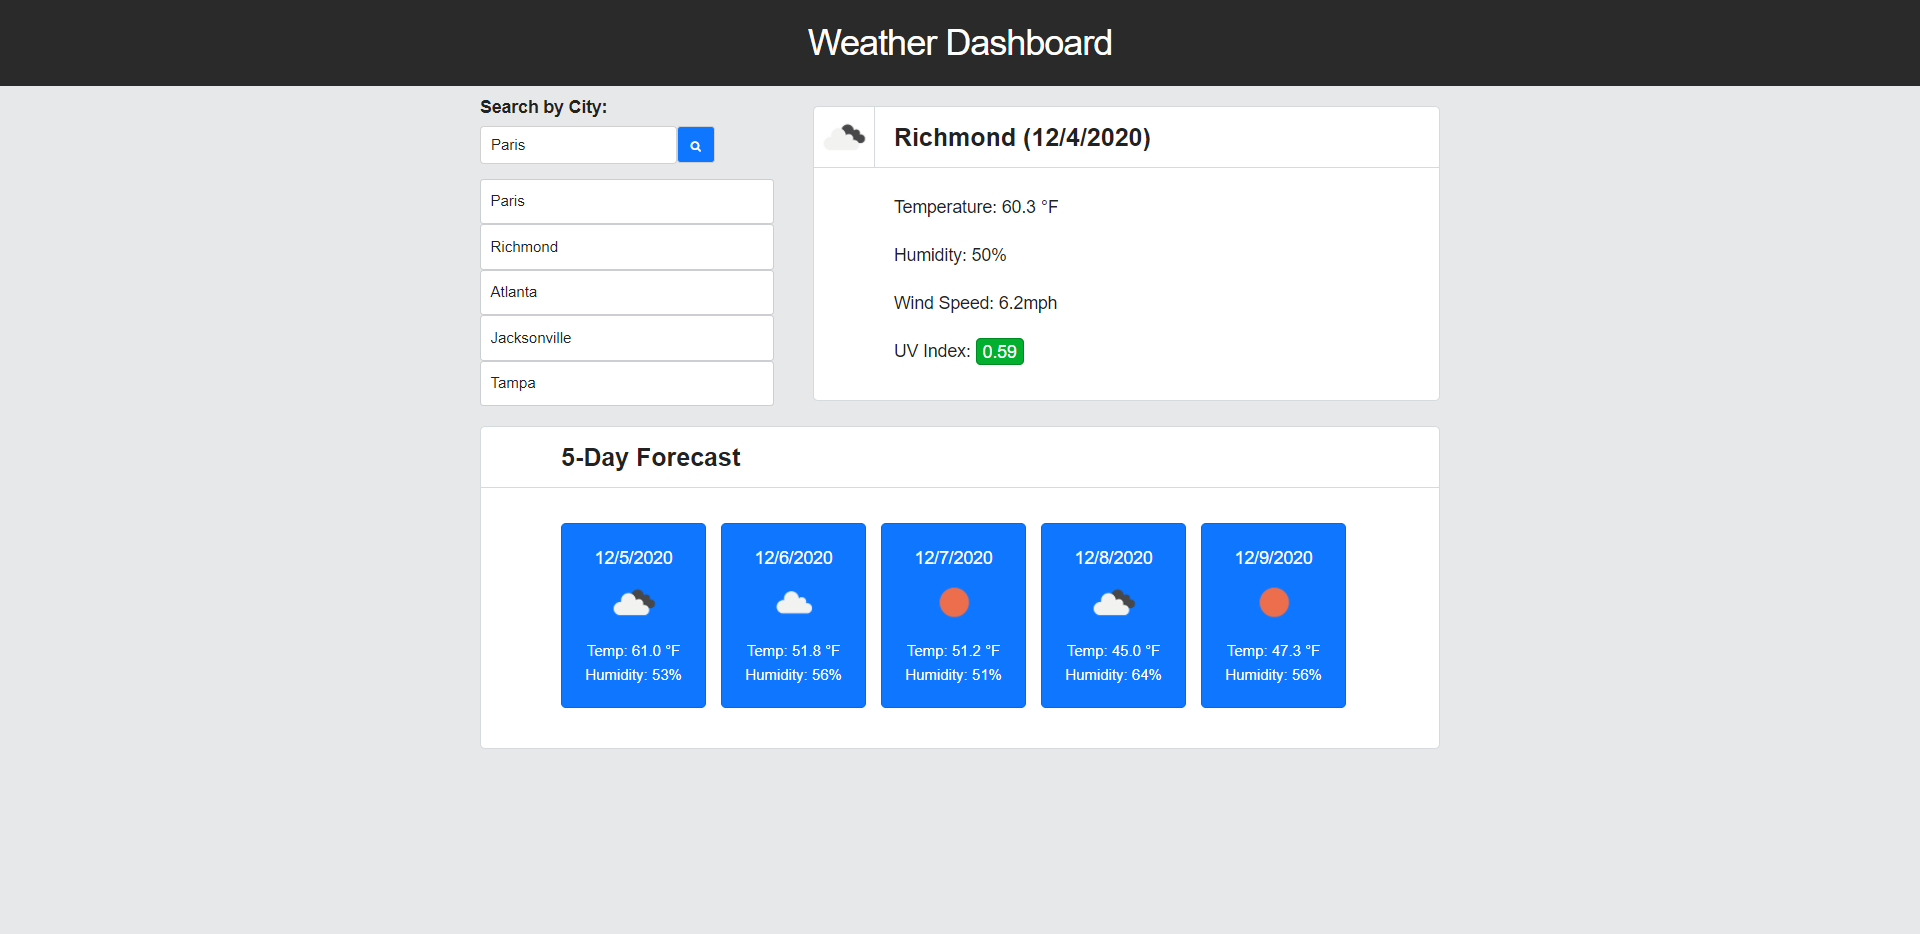 Weather Dashboard
Search by City:
Paris
Paris
Richmond
Atlanta
Jacksonville
Tampa
Richmond (12/4/2020)
Temperature: 60.3 °F
Humidity: 50%
Wind Speed: 6.2mph
UV Index: 0.59
5-Day Forecast
12/5/2020
Temp: 61.0 °F
Humidity: 53%
12/6/2020
Temp: 51.8 °F
Humidity: 56%
12/7/2020
Temp: 51.2 °F
Humidity: 51%
12/8/2020
Temp: 45.0 °F
Humidity: 64%
12/9/2020
Temp: 47.3 °F
Humidity: 56%